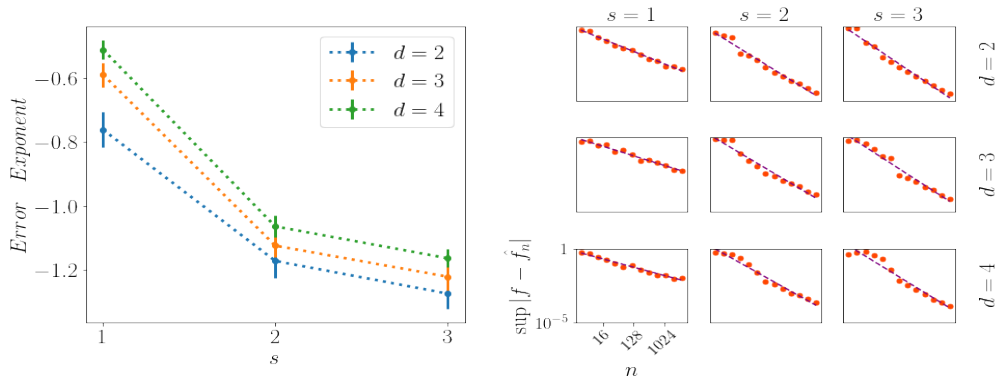 −0.6
−0.8
−1.0
−1.2
Error Exponent
1
2
3
s
d = 2
d = 3
d = 4
s = 1
s = 2
s = 3
d = 2
d = 3
d = 4
sup |f − f̂ₙ|
1
10⁻⁵
16
128
1024
n